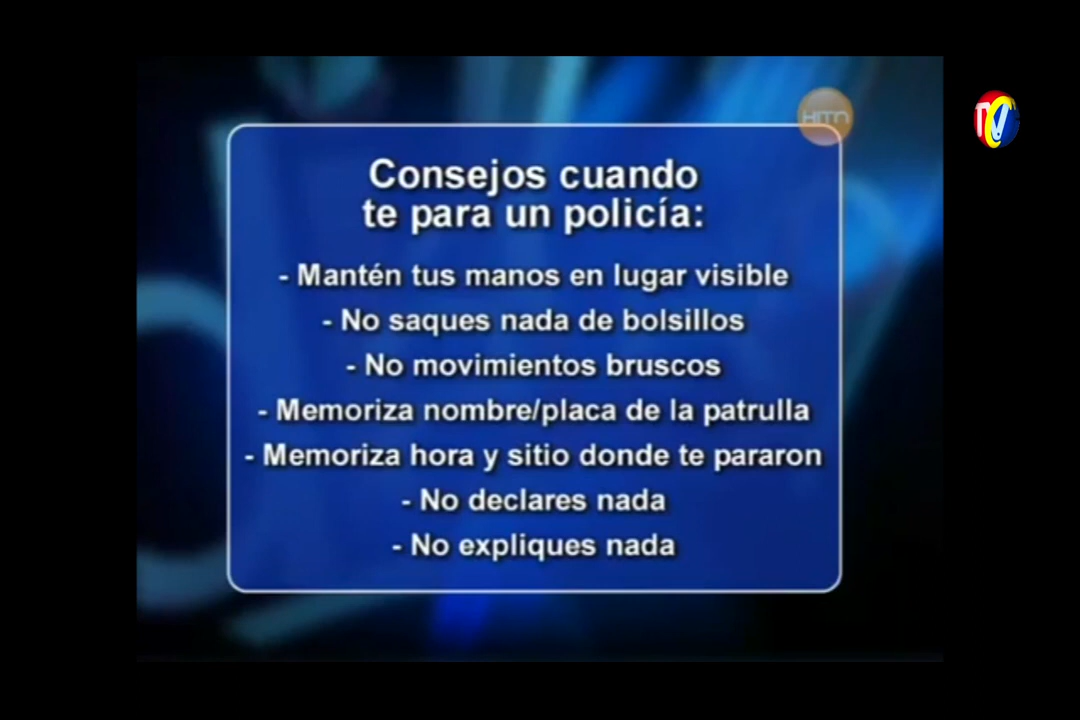 HITN
Consejos cuando
te para un policía:
- Mantén tus manos en lugar visible
- No saques nada de bolsillos
- No movimientos bruscos
- Memoriza nombre/placa de la patrulla
- Memoriza hora y sitio donde te pararon
- No declares nada
- No expliques nada